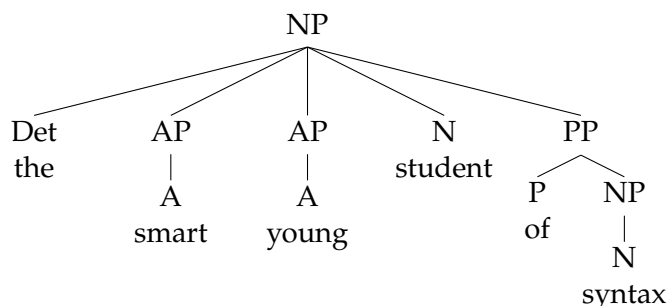 NP
Det AP AP N PP
the student
A A P NP
smart young of
N
syntax